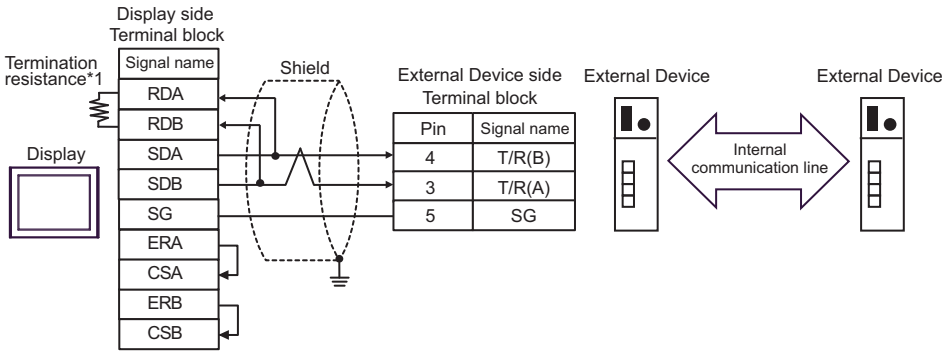 Display side
Terminal block
Termination
resistance*1
Signal name
RDA
RDB
SDA
SDB
SG
ERA
CSA
ERB
CSB
Display
Shield
External Device side
Terminal block
Pin Signal name
4 T/R(B)
3 T/R(A)
5 SG
External Device
Internal
communication line
External Device